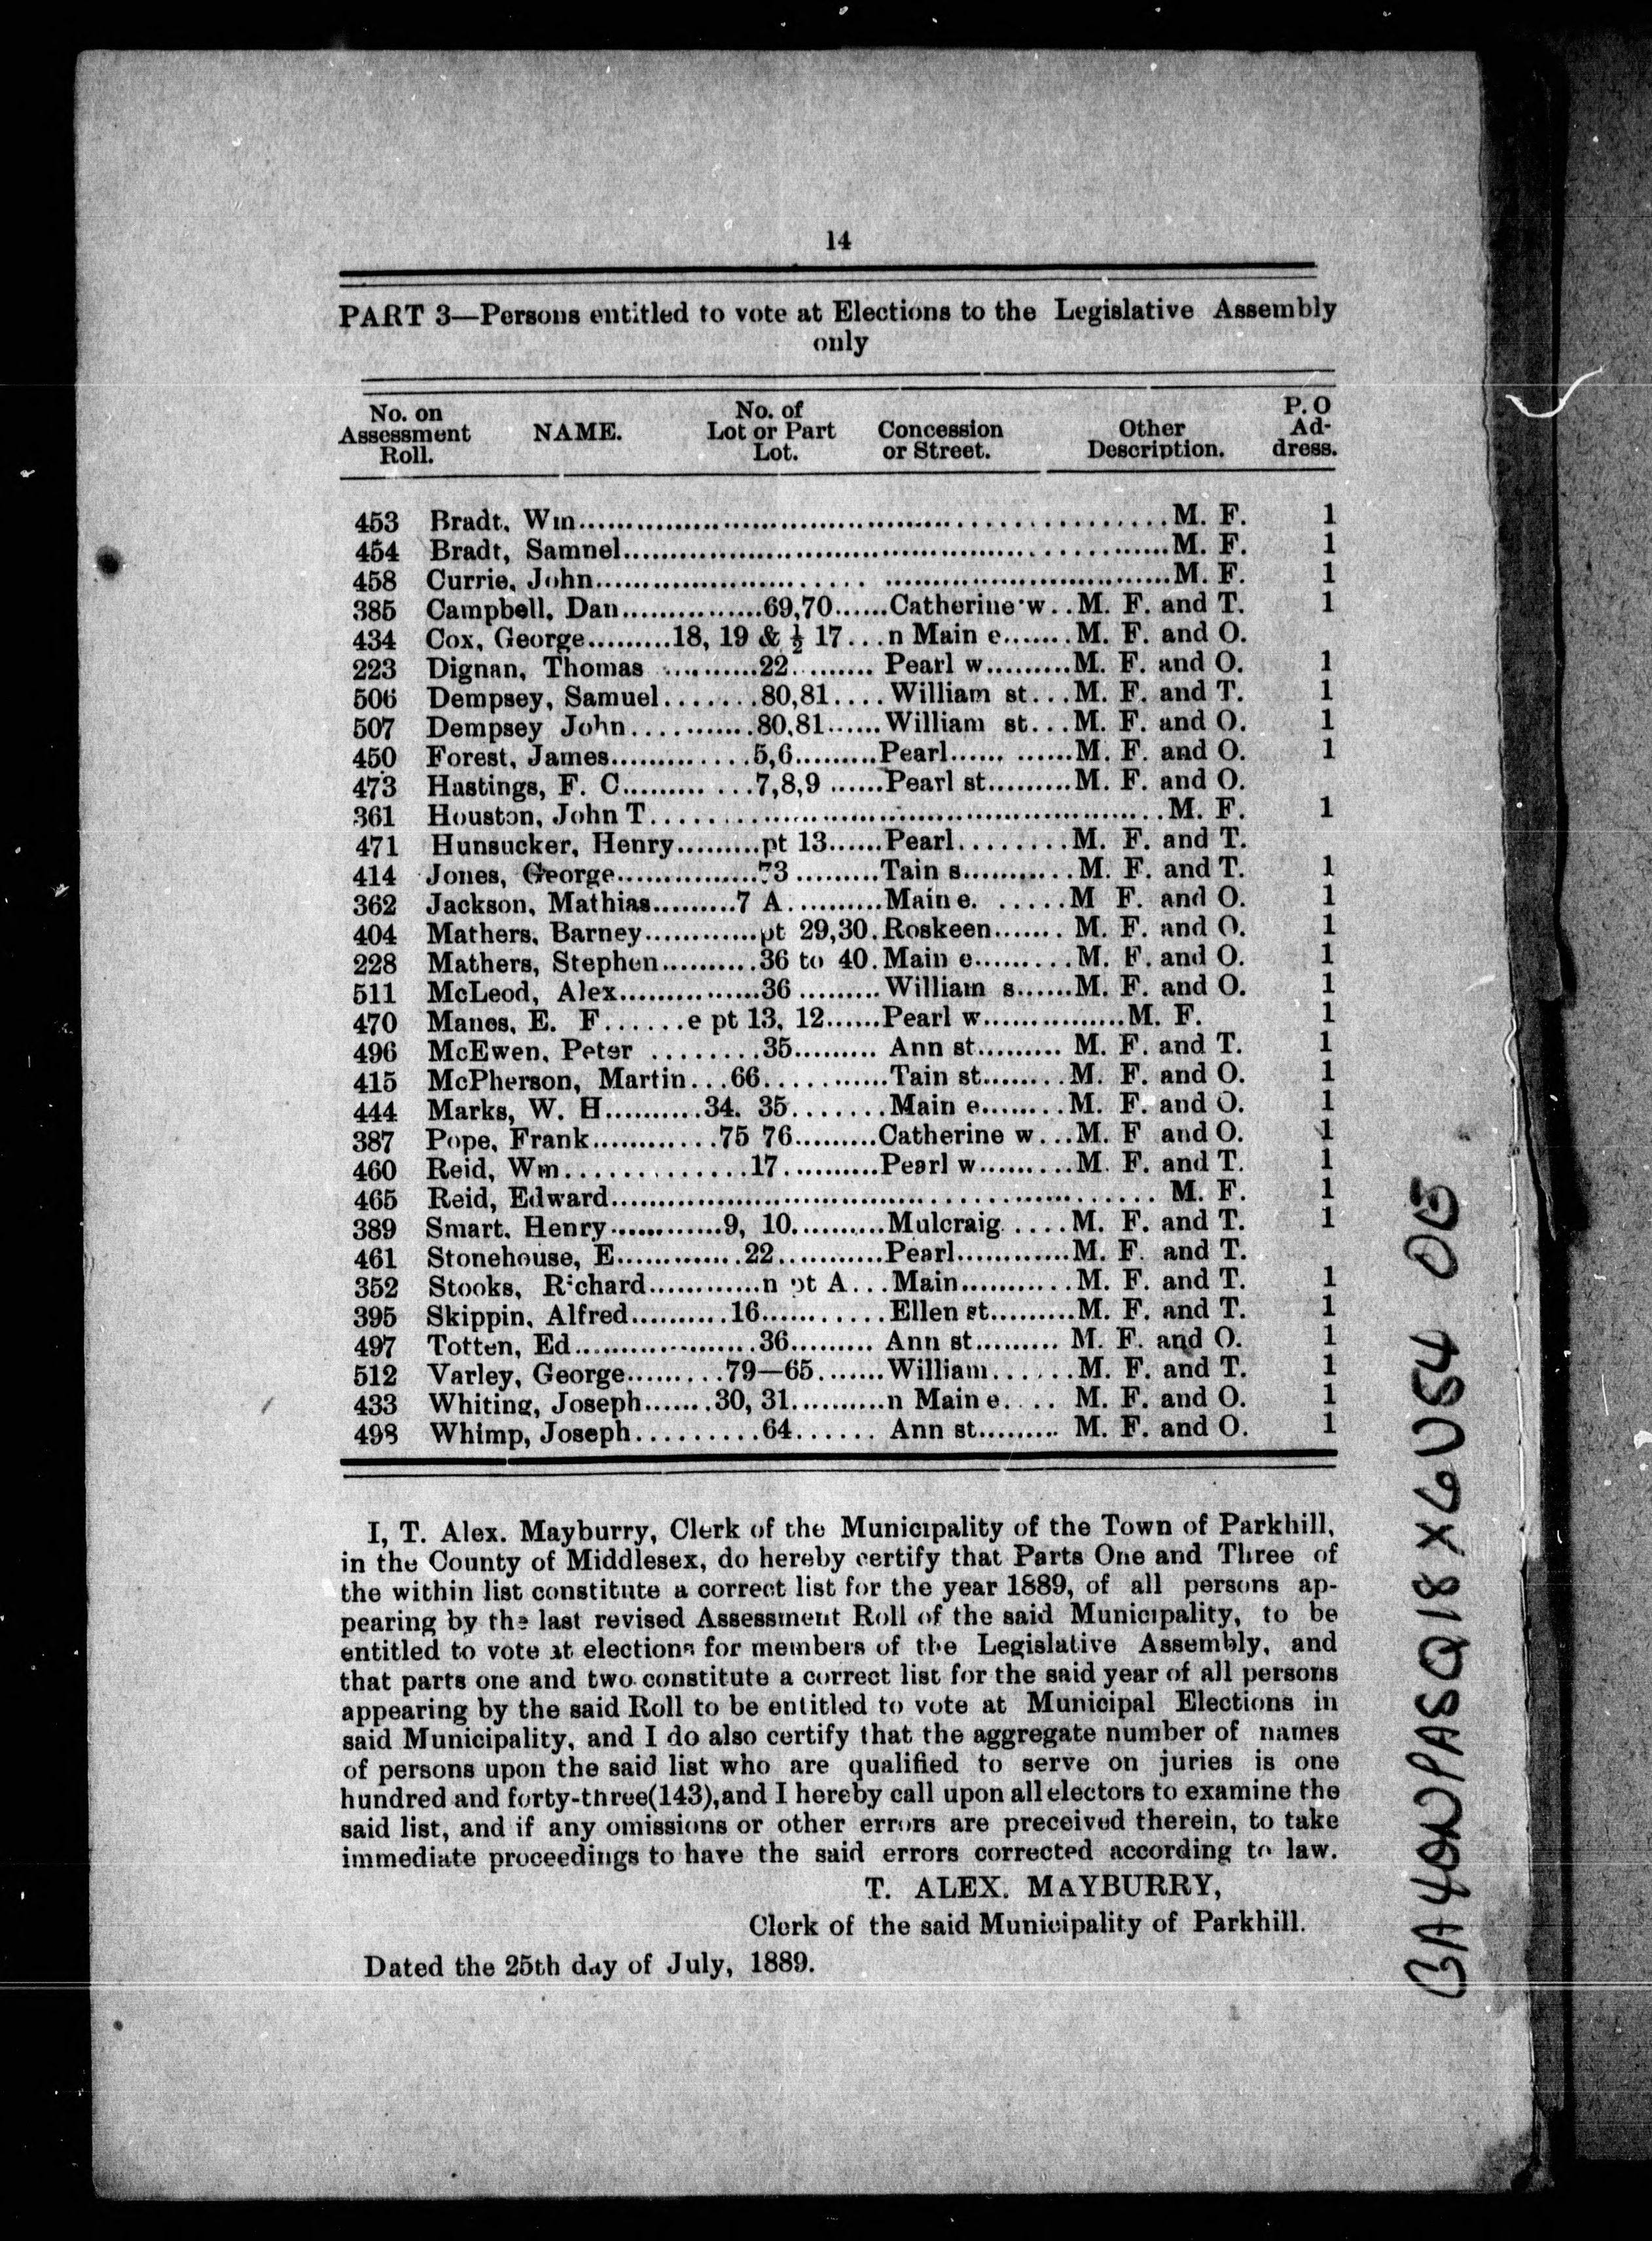 14
PART 3—Persons entitled to vote at Elections to the Legislative Assembly
only
No. on Assessment Roll. NAME. No. of Lot or Part Lot. Concession or Street. Other Description. P. O Ad- dress.
453 Bradt, Wm........M. F. 1
454 Bradt, Samnel........M. F. 1
458 Currie, John........M. F. 1
385 Campbell, Dan........69,70......Catherine w..M. F. and T. 1
434 Cox, George.........18, 19 & ½ 17...n Main e.......M. F. and O.
223 Dignan, Thomas ..........22......... Pearl w.........M. F. and O. 1
506 Dempsey, Samuel.......80,81.... William st...M. F. and T. 1
507 Dempsey John...........80,81......William st...M. F. and O. 1
450 Forest, James.............5,6.........Pearl...... ......M. F. and O. 1
473 Hastings, F. C......... ...7,8,9 ......Pearl st.........M. F. and O.
361 Houston, John T........M. F. 1
471 Hunsucker, Henry.........pt 13......Pearl........M. F. and T.
414 Jones, George................73.........Tain s...........M. F. and T. 1
362 Jackson, Mathias.........7 A..........Main e. ......M F. and O. 1
404 Mathers, Barney............pt 29,30.Roskeen....... M. F. and O. 1
228 Mathers, Stephen..........36 to 40.Main e.........M. F. and O. 1
511 McLeod, Alex...............36 .........William s......M. F. and O. 1
470 Manes, E. F......e pt 13, 12......Pearl w...............M. F. 1
496 McEwen, Peter .........35......... Ann st.......... M. F. and T. 1
415 McPherson, Martin...66............Tain st........M. F. and O. 1
444 Marks, W. H..........34. 35.......Main e........M. F. and O. 1
387 Pope, Frank............75 76.........Catherine w...M. F and O. 1
460 Reid, Wm..............17..........Pearl w.........M. F. and T. 1
465 Reid, Edward........ M. F. 1
389 Smart, Henry............9, 10..........Mulcraig. ....M. F. and T. 1
461 Stonehouse, E.............22...........Pearl............M. F. and T.
352 Stooks, Richard............n pt A...Main...........M. F. and T. 1
395 Skippin, Alfred..........16............Ellen st.........M. F. and T. 1
497 Totten, Ed...................36......... Ann st......... M. F. and O. 1
512 Varley, George.........79—65.......William.......M. F. and T. 1
433 Whiting, Joseph.......30, 31..........n Main e.... M. F. and O. 1
498 Whimp, Joseph..........64...... Ann st......... M. F. and O. 1
I, T. Alex. Mayburry, Clerk of the Municipality of the Town of Parkhill,
in the County of Middlesex, do hereby certify that Parts One and Three of
the within list constitute a correct list for the year 1889, of all persons ap-
pearing by the last revised Assessment Roll of the said Municipality, to be
entitled to vote at elections for members of the Legislative Assembly, and
that parts one and two constitute a correct list for the said year of all persons
appearing by the said Roll to be entitled to vote at Municipal Elections in
said Municipality, and I do also certify that the aggregate number of names
of persons upon the said list who are qualified to serve on juries is one
hundred and forty-three(143),and I hereby call upon all electors to examine the
said list, and if any omissions or other errors are preceived therein, to take
immediate proceedings to have the said errors corrected according to law.
T. ALEX. MAYBURRY,
Clerk of the said Municipality of Parkhill.
Dated the 25th day of July, 1889.